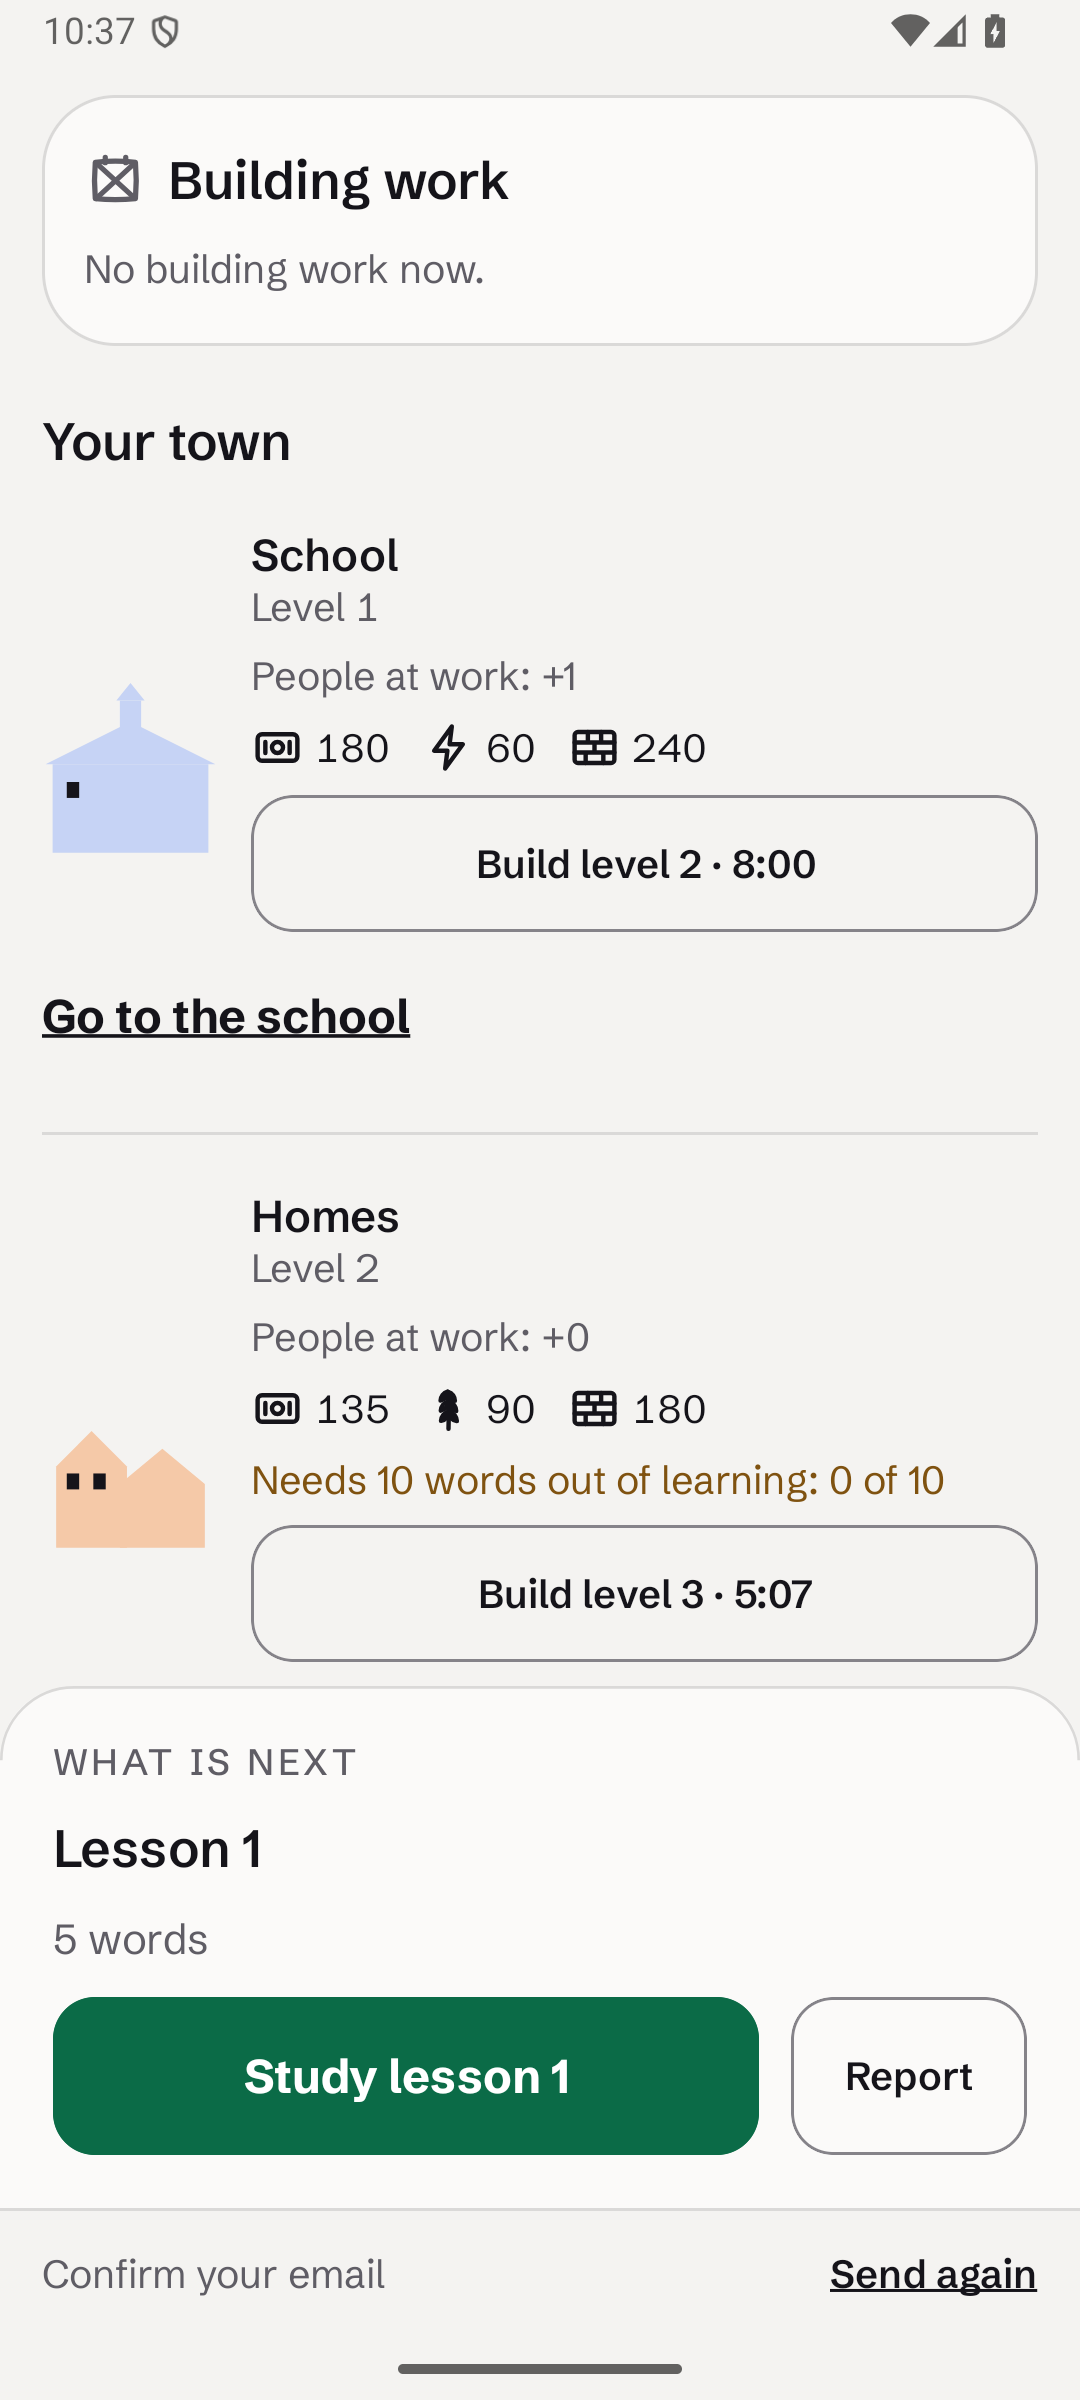 10:37
Building work
No building work now.
Your town
School
Level 1
People at work: +1
180 60 240
Build level 2 · 8:00
Go to the school
Homes
Level 2
People at work: +0
135 90 180
Needs 10 words out of learning: 0 of 10
Build level 3 · 5:07
WHAT IS NEXT
Lesson 1
5 words
Study lesson 1
Report
Confirm your email
Send again